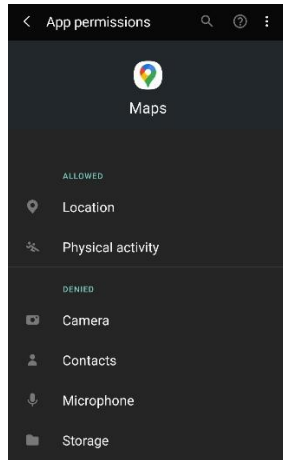 App permissions
Maps
ALLOWED
Location
Physical activity
DENIED
Camera
Contacts
Microphone
Storage